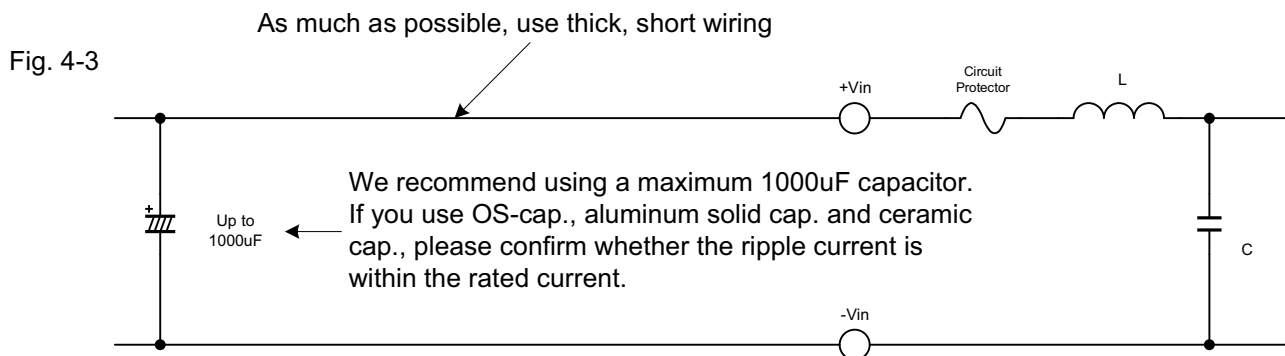 As much as possible, use thick, short wiring
Fig. 4-3
Circuit
Protector
L
+Vin
We recommend using a maximum 1000uF capacitor.
If you use OS-cap., aluminum solid cap. and ceramic
cap., please confirm whether the ripple current is
within the rated current.
+
Up to
1000uF
C
-Vin